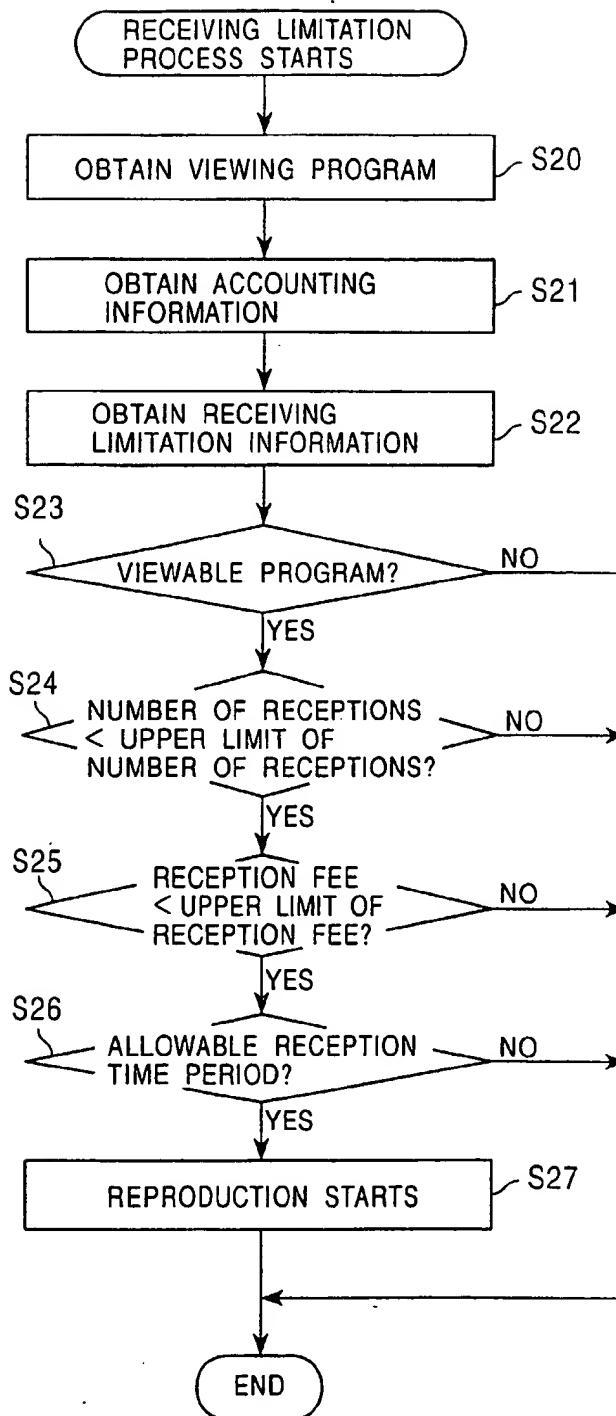 RECEIVING LIMITATION
PROCESS STARTS
OBTAIN VIEWING PROGRAM
S20
OBTAIN ACCOUNTING
INFORMATION
S21
OBTAIN RECEIVING
LIMITATION INFORMATION
S22
S23
VIEWABLE PROGRAM?
NO
YES
S24
NUMBER OF RECEPTIONS
< UPPER LIMIT OF
NUMBER OF RECEPTIONS?
NO
YES
S25
RECEPTION FEE
< UPPER LIMIT OF
RECEPTION FEE?
NO
YES
S26
ALLOWABLE RECEPTION
TIME PERIOD?
NO
YES
REPRODUCTION STARTS
S27
END